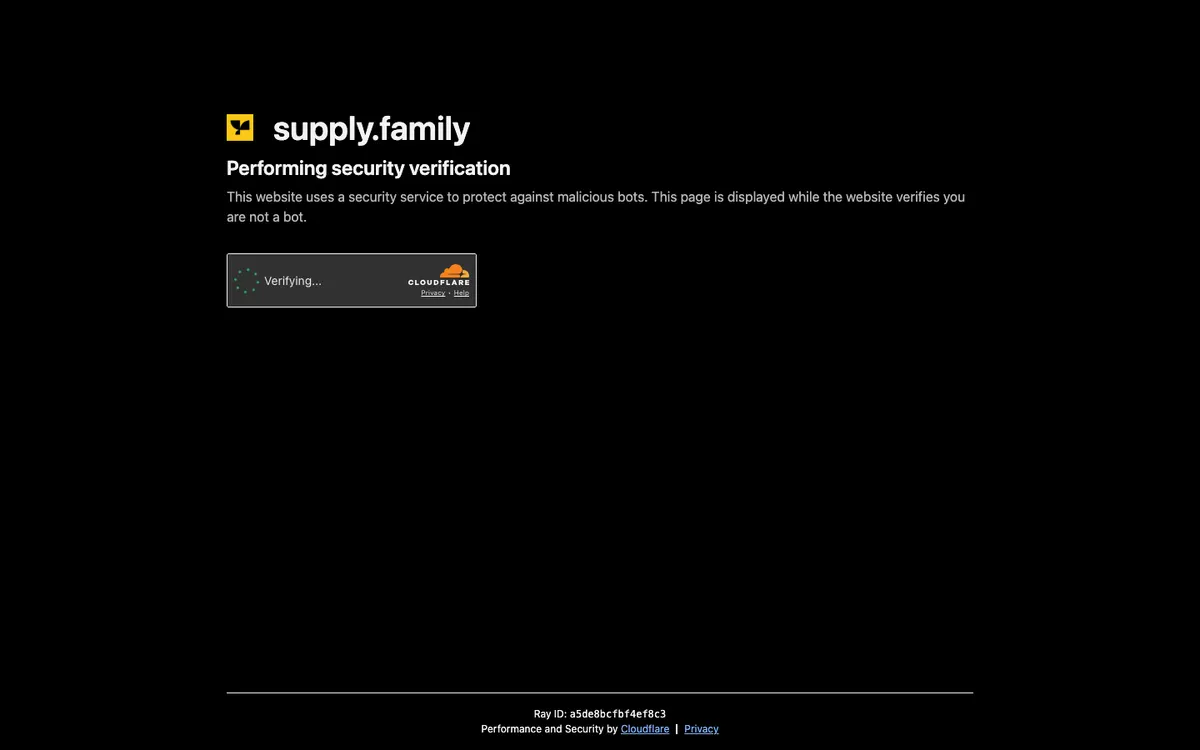 supply.family
Performing security verification
This website uses a security service to protect against malicious bots. This page is displayed while the website verifies you
are not a bot.
Verifying...
CLOUDFLARE
Privacy · Help
Ray ID: a5de8bcfbf4ef8c3
Performance and Security by Cloudflare | Privacy